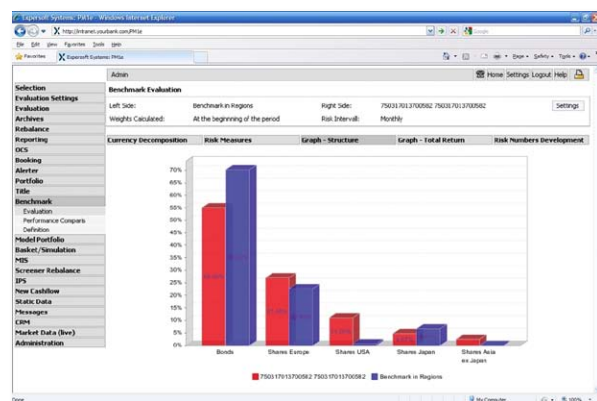 Expersoft Systems: PM1e - Windows Internet Explorer
http://intranet.yourbank.com/PM1e
File Edit View Favorites Tools Help
Favorites Expersoft Systems: PM1e
Page Safety Tools
Admin Home Settings Logout Help
Selection
Evaluation Settings
Evaluation
Archives
Rebalance
Reporting
OCS
Booking
Alerter
Portfolio
Title
Benchmark
Evaluation
Performance Comparis
Definition
Model Portfolio
Basket/Simulation
MIS
Screener Rebalance
IPS
New Cashflow
Static Data
Messages
CRM
Market Data (live)
Administration
Benchmark Evaluation
Left Side: Benchmark in Regions Right Side: 750317013700582 750317013700582 Settings
Weights Calculated: At the beginnning of the period Risk Intervall: Monthly
Currency Decomposition Risk Measures Graph - Structure Graph - Total Return Risk Numbers Development
70%
65%
60%
55%
50%
45%
40%
35%
30%
25%
20%
15%
10%
5%
0%
Bonds Shares Europe Shares USA Shares Japan Shares Asia
ex Japan
750317013700582 750317013700582 Benchmark in Regions
Done My Computer 100%